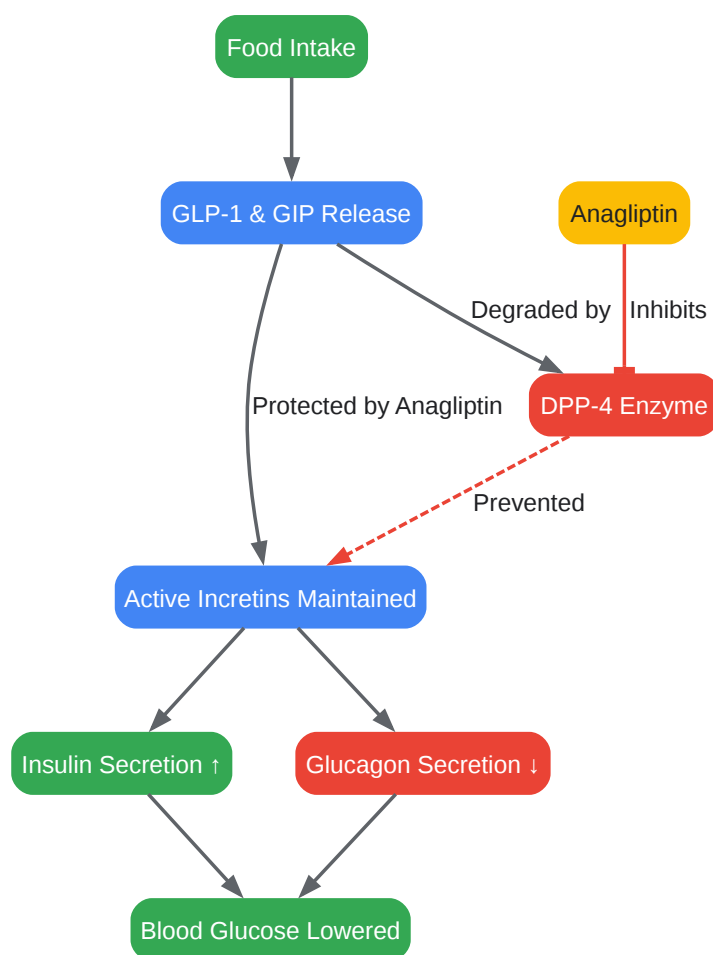 Food Intake
GLP-1 & GIP Release
Anagliptin
Degraded by
Inhibits
Protected by Anagliptin
DPP-4 Enzyme
Prevented
Active Incretins Maintained
Insulin Secretion ↑
Glucagon Secretion ↓
Blood Glucose Lowered